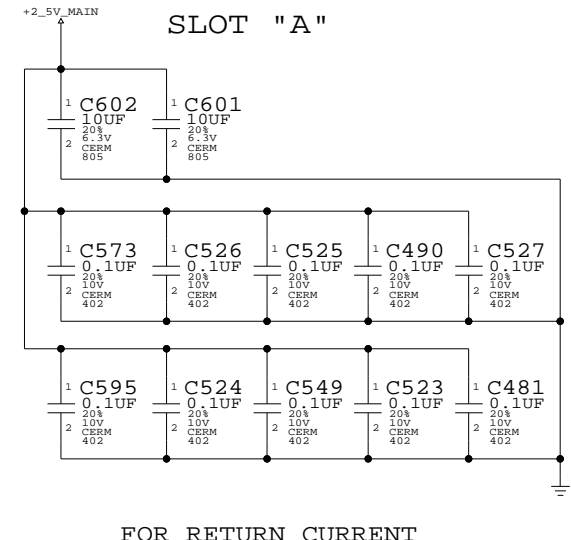 +2_5V_MAIN
SLOT "A"
1 C602
10UF
20%
6.3V
2 CERM
805
1 C601
10UF
20%
6.3V
2 CERM
805
1 C573
0.1UF
20%
10V
2 CERM
402
1 C526
0.1UF
20%
10V
2 CERM
402
1 C525
0.1UF
20%
10V
2 CERM
402
1 C490
0.1UF
20%
10V
2 CERM
402
1 C527
0.1UF
20%
10V
2 CERM
402
1 C595
0.1UF
20%
10V
2 CERM
402
1 C524
0.1UF
20%
10V
2 CERM
402
1 C549
0.1UF
20%
10V
2 CERM
402
1 C523
0.1UF
20%
10V
2 CERM
402
1 C481
0.1UF
20%
10V
2 CERM
402
FOR RETURN CURRENT